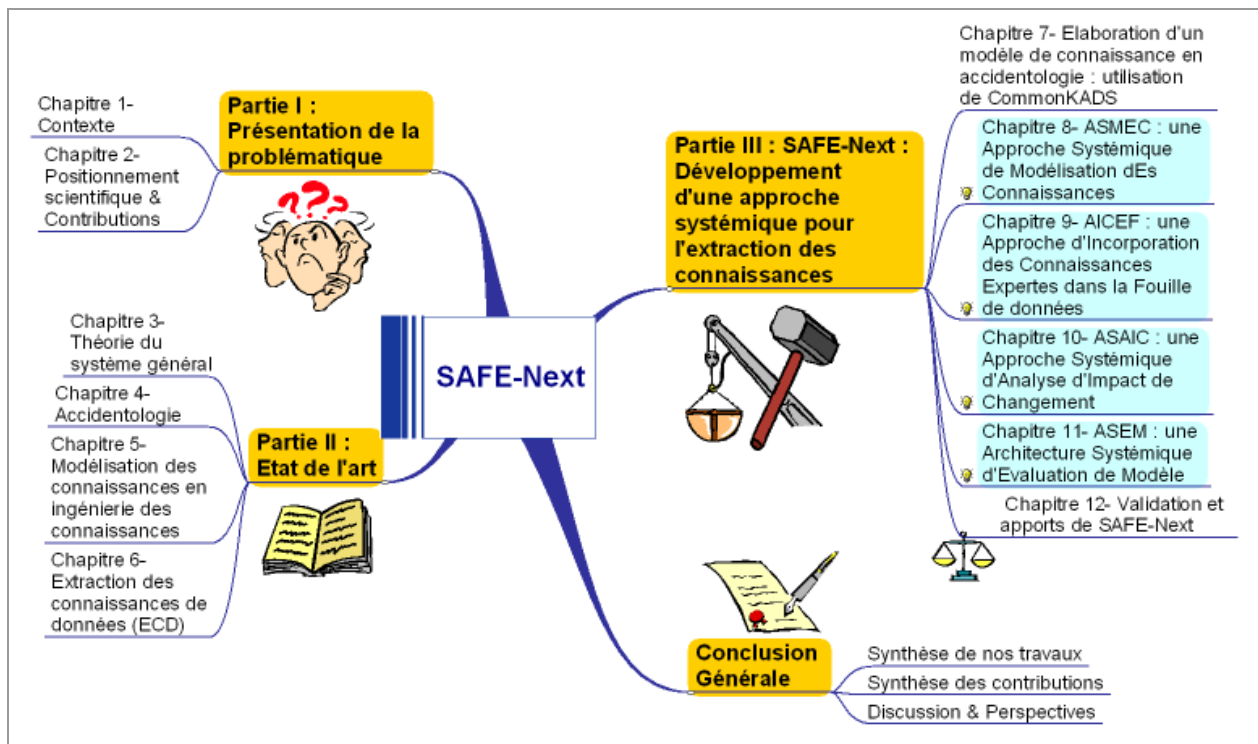 Partie I :
Présentation de la
problématique
Chapitre 1-
Contexte
Chapitre 2-
Positionnement
scientifique &
Contributions
???
Chapitre 3-
Théorie du
système général
Chapitre 4-
Accidentologie
Chapitre 5-
Modélisation des
connaissances en
ingénierie des
connaissances
Chapitre 6-
Extraction des
connaissances de
données (ECD)
Partie II :
Etat de l'art
SAFE-Next
Partie III : SAFE-Next :
Développement
d'une approche
systémique pour
l'extraction des
connaissances
Chapitre 7- Elaboration d'un
modèle de connaissance en
accidentologie : utilisation
de CommonKADS
Chapitre 8- ASMEC : une
Approche Systémique
de Modélisation dEs
Connaissances
Chapitre 9- AICEF : une
Approche d'Incorporation
des Connaissances
Expertes dans la Fouille
de données
Chapitre 10- ASAIC : une
Approche Systémique
d'Analyse d'Impact de
Changement
Chapitre 11- ASEM : une
Architecture Systémique
d'Evaluation de Modèle
Chapitre 12- Validation et
apports de SAFE-Next
Conclusion
Générale
Synthèse de nos travaux
Synthèse des contributions
Discussion & Perspectives